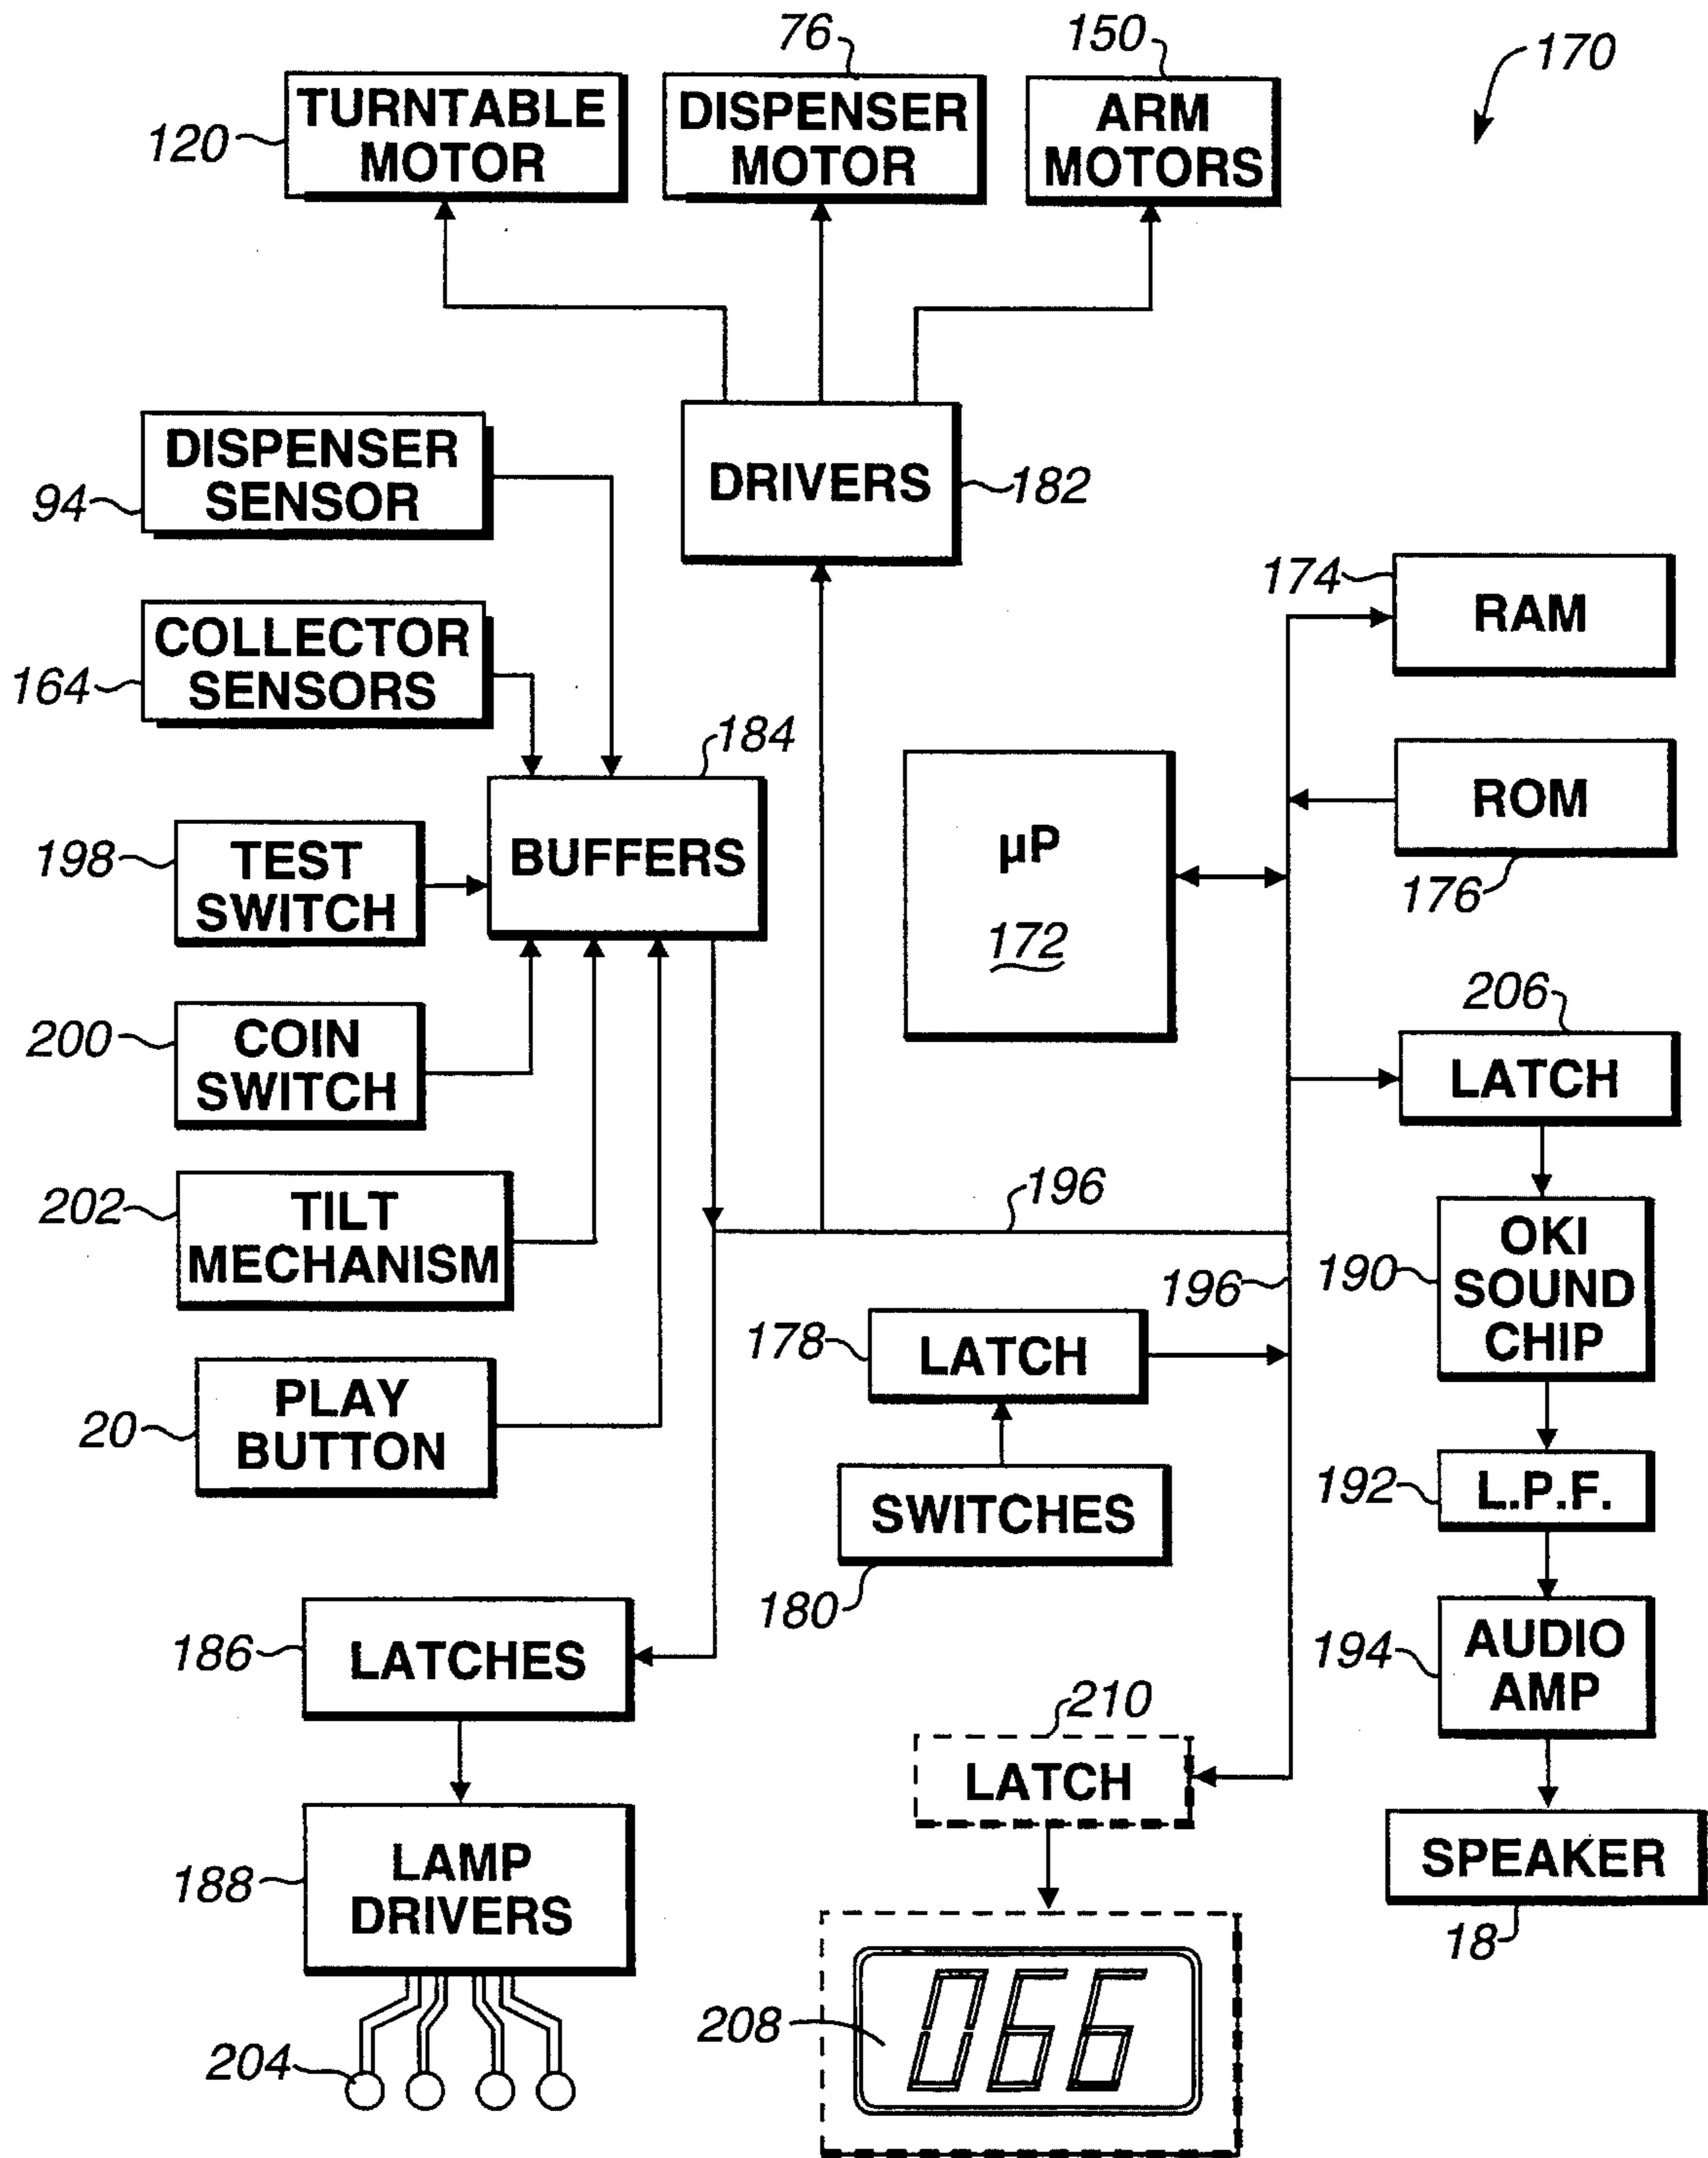 76
150
170
120
TURNTABLE
MOTOR
DISPENSER
MOTOR
ARM
MOTORS
94
DISPENSER
SENSOR
DRIVERS
182
164
COLLECTOR
SENSORS
174
RAM
184
BUFFERS
µP
172
ROM
176
198
TEST
SWITCH
200
COIN
SWITCH
206
LATCH
202
TILT
MECHANISM
196
196
190
OKI
SOUND
CHIP
178
LATCH
20
PLAY
BUTTON
SWITCHES
180
192
L.P.F.
186
LATCHES
194
AUDIO
AMP
210
LATCH
188
LAMP
DRIVERS
SPEAKER
18
204
208
066